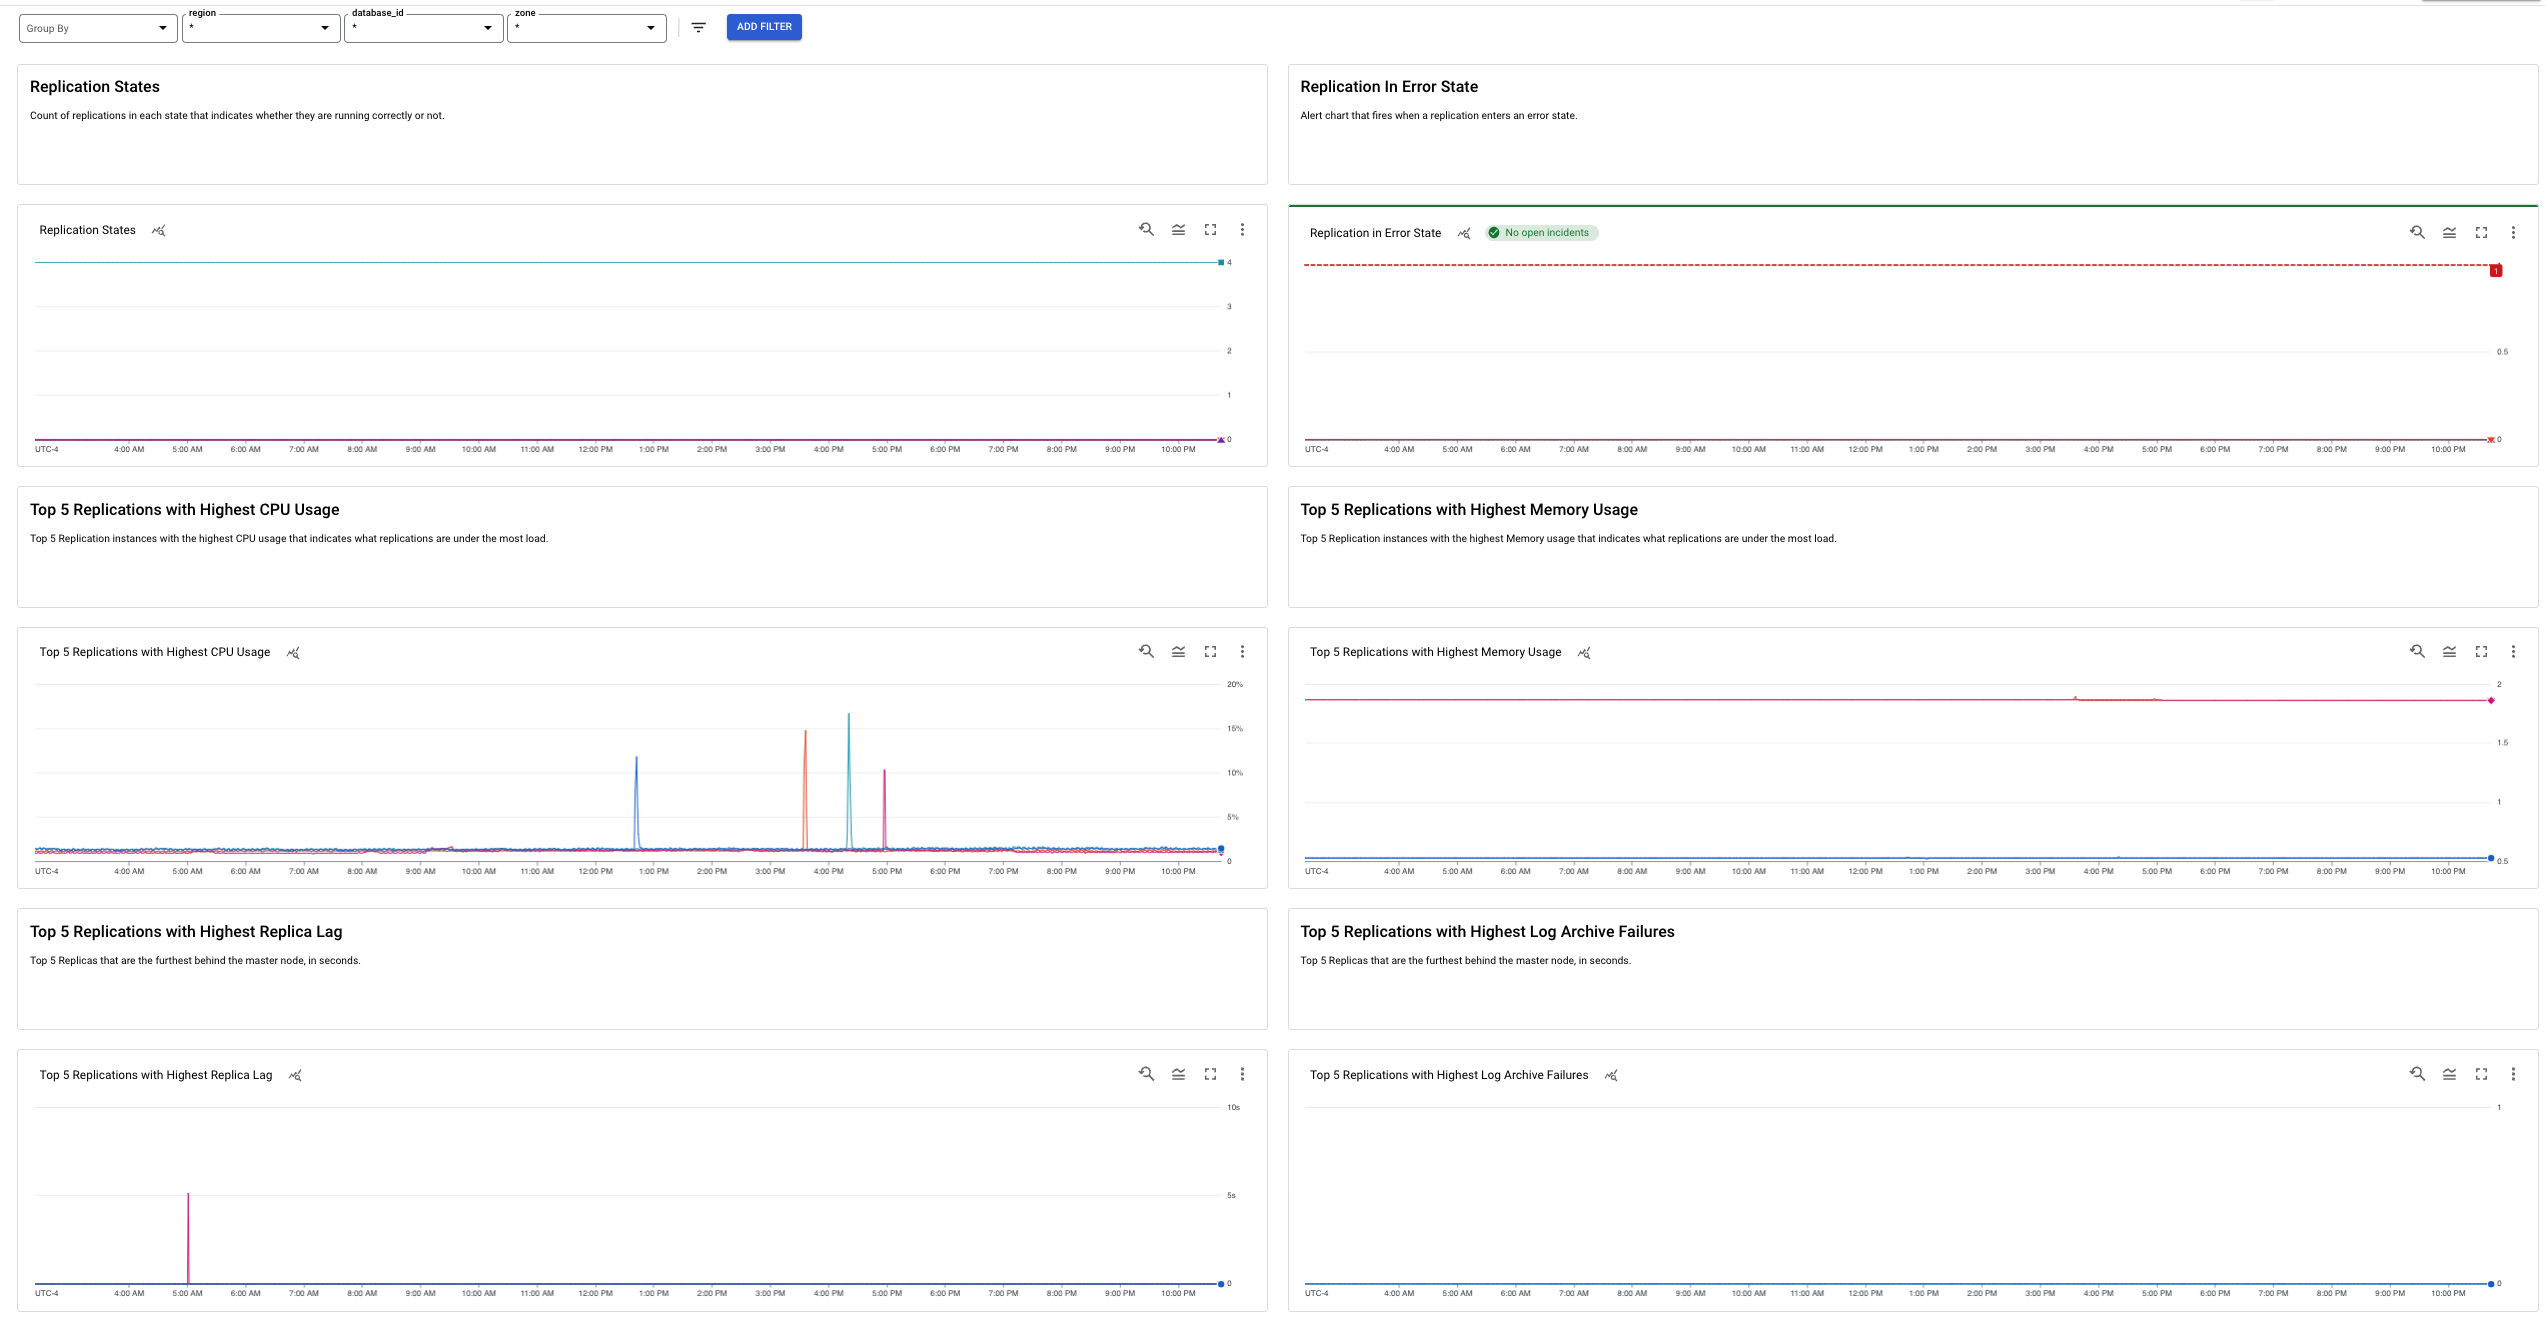 Group By
region
*
database_id
*
zone
*
ADD FILTER
Replication States
Count of replications in each state that indicates whether they are running correctly or not.
Replication In Error State
Alert chart that fires when a replication enters an error state.
Replication States
4
3
2
1
0
UTC-4 4:00 AM 5:00 AM 6:00 AM 7:00 AM 8:00 AM 9:00 AM 10:00 AM 11:00 AM 12:00 PM 1:00 PM 2:00 PM 3:00 PM 4:00 PM 5:00 PM 6:00 PM 7:00 PM 8:00 PM 9:00 PM 10:00 PM
Replication in Error State No open incidents
1
0.5
0
UTC-4 4:00 AM 5:00 AM 6:00 AM 7:00 AM 8:00 AM 9:00 AM 10:00 AM 11:00 AM 12:00 PM 1:00 PM 2:00 PM 3:00 PM 4:00 PM 5:00 PM 6:00 PM 7:00 PM 8:00 PM 9:00 PM 10:00 PM
Top 5 Replications with Highest CPU Usage
Top 5 Replication instances with the highest CPU usage that indicates what replications are under the most load.
Top 5 Replications with Highest Memory Usage
Top 5 Replication instances with the highest Memory usage that indicates what replications are under the most load.
Top 5 Replications with Highest CPU Usage
20%
15%
10%
5%
0
UTC-4 4:00 AM 5:00 AM 6:00 AM 7:00 AM 8:00 AM 9:00 AM 10:00 AM 11:00 AM 12:00 PM 1:00 PM 2:00 PM 3:00 PM 4:00 PM 5:00 PM 6:00 PM 7:00 PM 8:00 PM 9:00 PM 10:00 PM
Top 5 Replications with Highest Memory Usage
2
1.5
1
0.5
UTC-4 4:00 AM 5:00 AM 6:00 AM 7:00 AM 8:00 AM 9:00 AM 10:00 AM 11:00 AM 12:00 PM 1:00 PM 2:00 PM 3:00 PM 4:00 PM 5:00 PM 6:00 PM 7:00 PM 8:00 PM 9:00 PM 10:00 PM
Top 5 Replications with Highest Replica Lag
Top 5 Replicas that are the furthest behind the master node, in seconds.
Top 5 Replications with Highest Log Archive Failures
Top 5 Replicas that are the furthest behind the master node, in seconds.
Top 5 Replications with Highest Replica Lag
10s
5s
0
UTC-4 4:00 AM 5:00 AM 6:00 AM 7:00 AM 8:00 AM 9:00 AM 10:00 AM 11:00 AM 12:00 PM 1:00 PM 2:00 PM 3:00 PM 4:00 PM 5:00 PM 6:00 PM 7:00 PM 8:00 PM 9:00 PM 10:00 PM
Top 5 Replications with Highest Log Archive Failures
1
0
UTC-4 4:00 AM 5:00 AM 6:00 AM 7:00 AM 8:00 AM 9:00 AM 10:00 AM 11:00 AM 12:00 PM 1:00 PM 2:00 PM 3:00 PM 4:00 PM 5:00 PM 6:00 PM 7:00 PM 8:00 PM 9:00 PM 10:00 PM